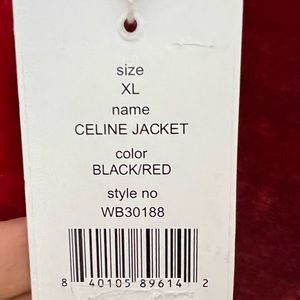 size
XL
name
CELINE JACKET
color
BLACK/RED
style no
WB30188
8 40105 89614 2